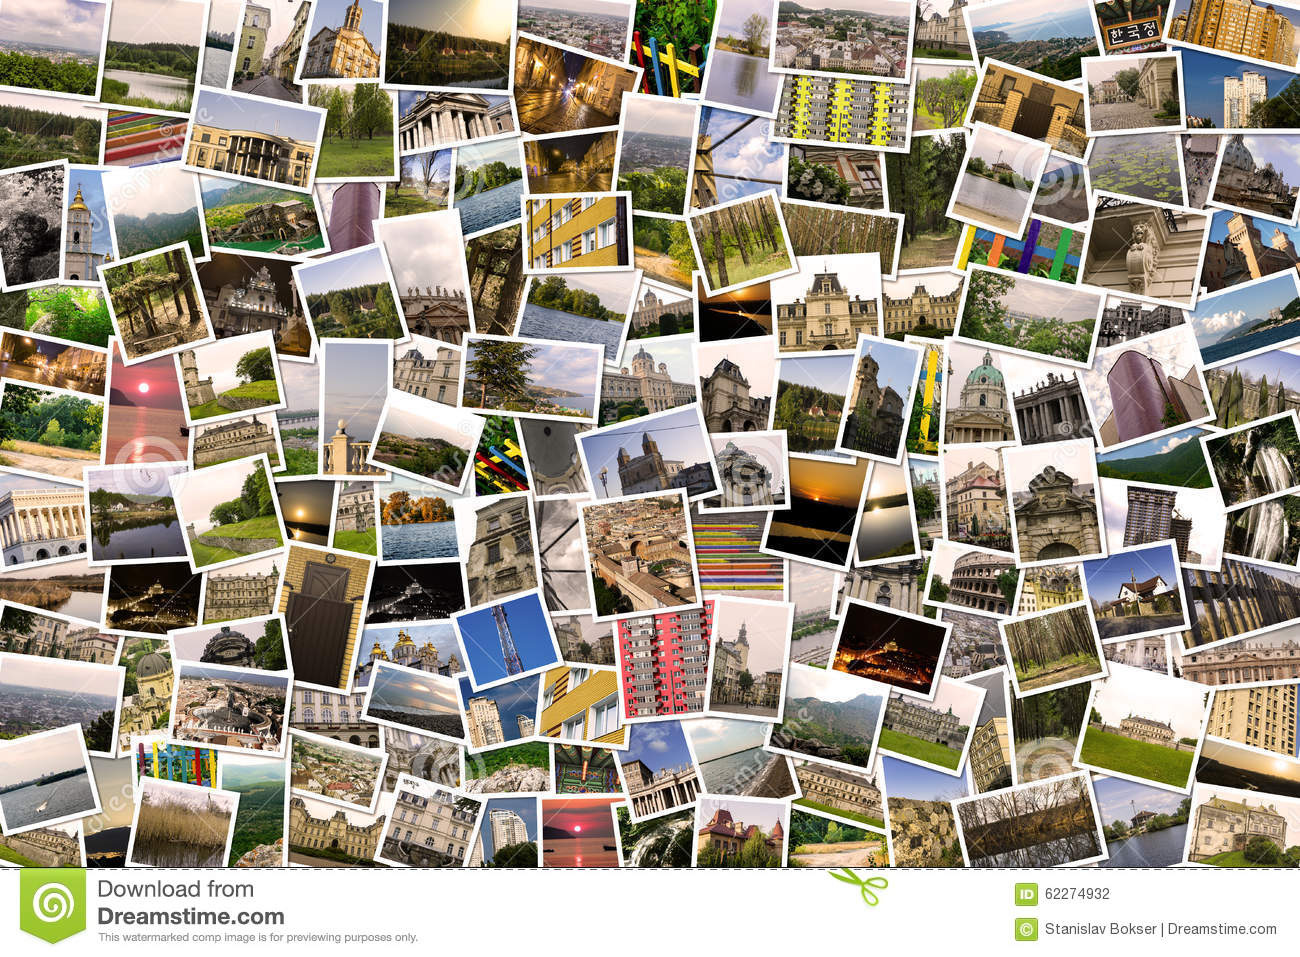 한국정
dreamstime
Download from
Dreamstime.com
This watermarked comp image is for previewing purposes only.
ID 62274932
© Stanislav Bokser | Dreamstime.com